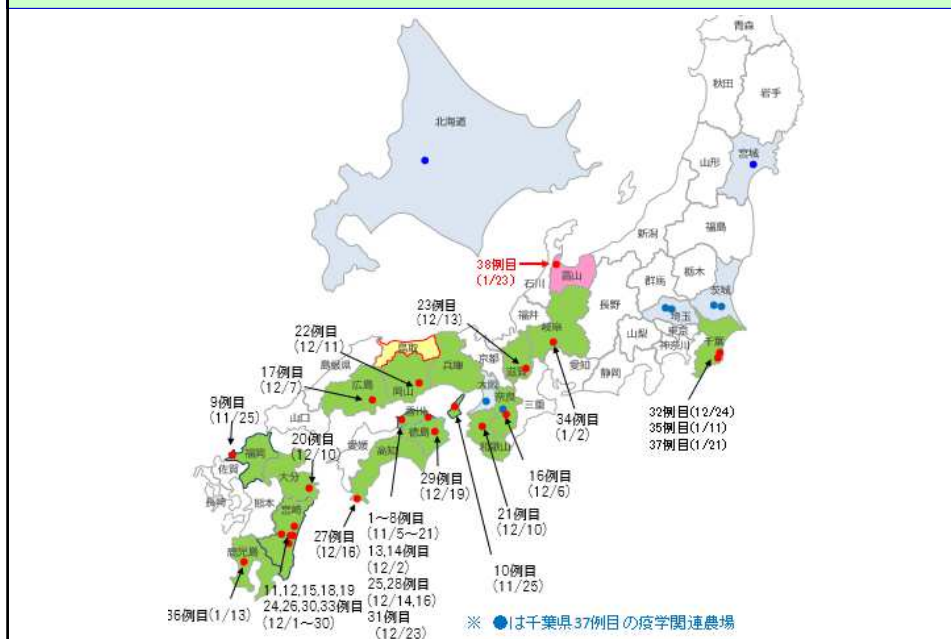 青森
秋田
岩手
北海道
山形
宮城
新潟
福島
38例目
(1/23)
石川
富山
群馬
栃木
茨城
福井
長野
埼玉
山梨
東京
神奈川
千葉
岐阜
愛知
静岡
23例目
(12/13)
22例目
(12/11)
17例目
(12/7)
9例目
(11/25)
島根県
鳥取
兵庫
京都
滋賀
広島
岡山
大阪
奈良
三重
山口
香川
徳島
愛媛
高知
和歌山
34例目
(1/2)
32例目(12/24)
35例目(1/11)
37例目(1/21)
20例目
(12/10)
福岡
佐賀
大分
長崎
熊本
宮崎
鹿児島
29例目
(12/19)
16例目
(12/6)
21例目
(12/10)
27例目
(12/16)
1~8例目
(11/5~21)
13,14例目
(12/2)
25,28例目
(12/14,16)
31例目
(12/23)
10例目
(11/25)
36例目(1/13)
11,12,15,18,19
24,26,30,33例目
(12/1~30)
※ ●は千葉県37例目の疫学関連農場